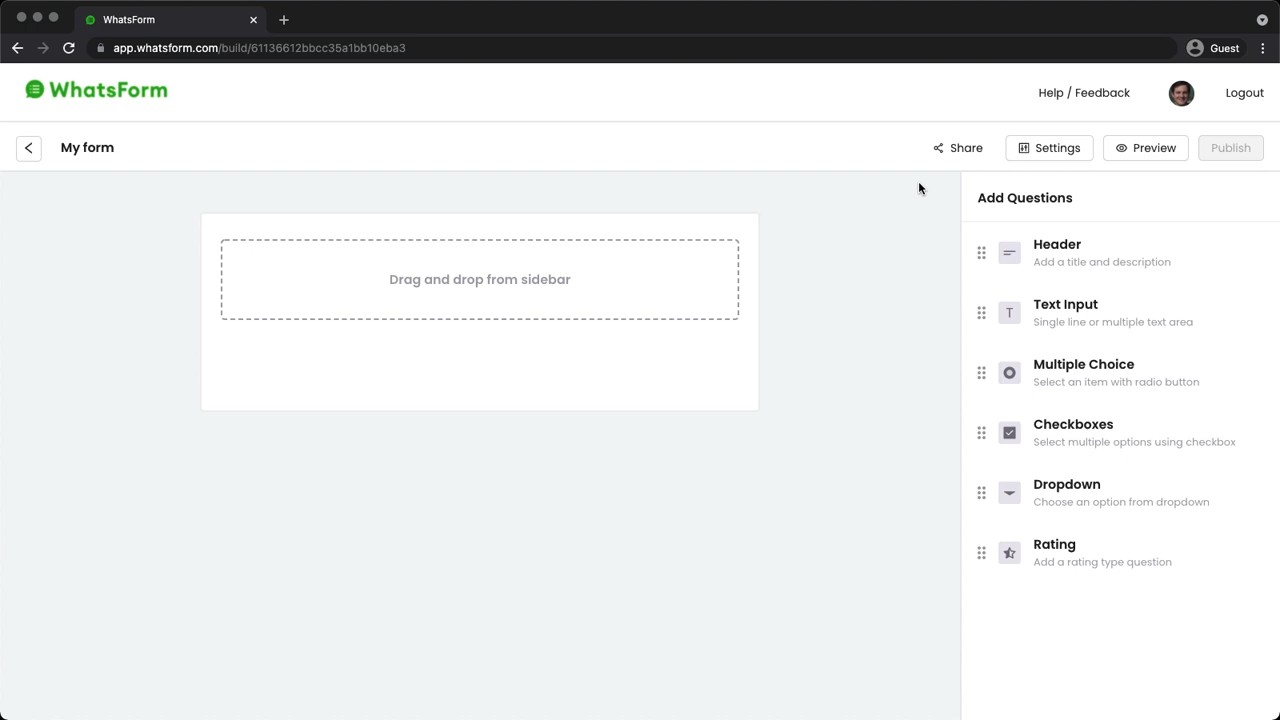 WhatsForm
app.whatsform.com/build/61136612bbcc35a1bb10eba3
Guest
WhatsForm
Help / Feedback
Logout
My form
Share
Settings
Preview
Publish
Add Questions
Drag and drop from sidebar
Header
Add a title and description
Text Input
Single line or multiple text area
Multiple Choice
Select an item with radio button
Checkboxes
Select multiple options using checkbox
Dropdown
Choose an option from dropdown
Rating
Add a rating type question